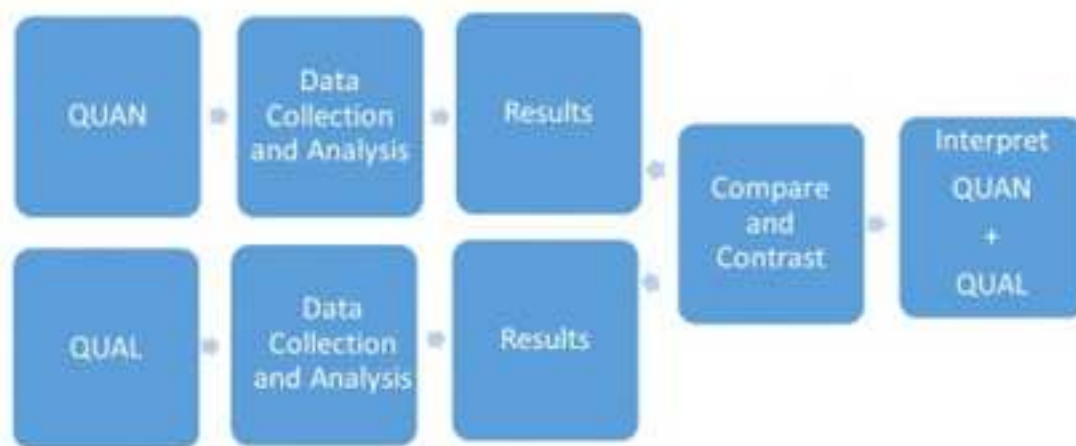 QUAN
Data
Collection
and Analysis
Results
QUAL
Data
Collection
and Analysis
Results
Compare
and
Contrast
Interpret
QUAN
+
QUAL